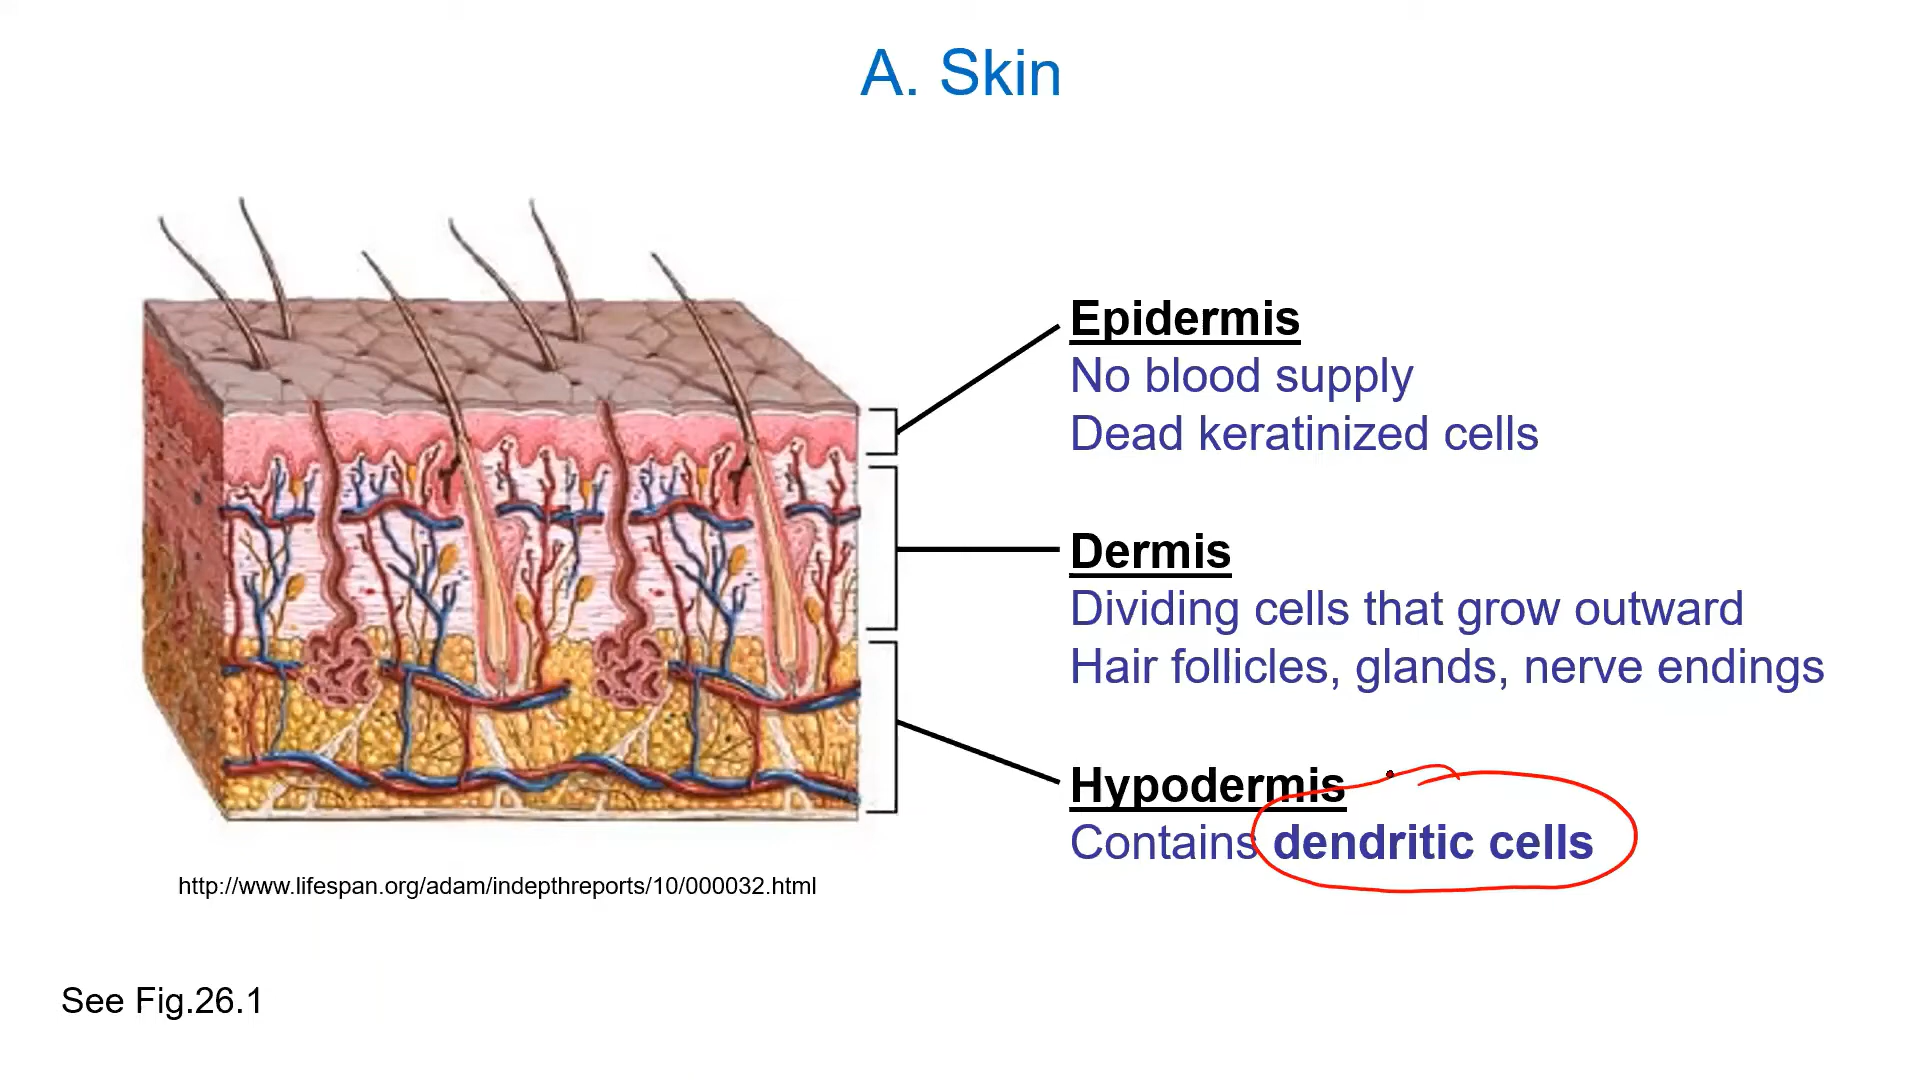 A. Skin
Epidermis
No blood supply
Dead keratinized cells
Dermis
Dividing cells that grow outward
Hair follicles, glands, nerve endings
Hypodermis
Contains dendritic cells
http://www.lifespan.org/adam/indepthreports/10/000032.html
See Fig.26.1